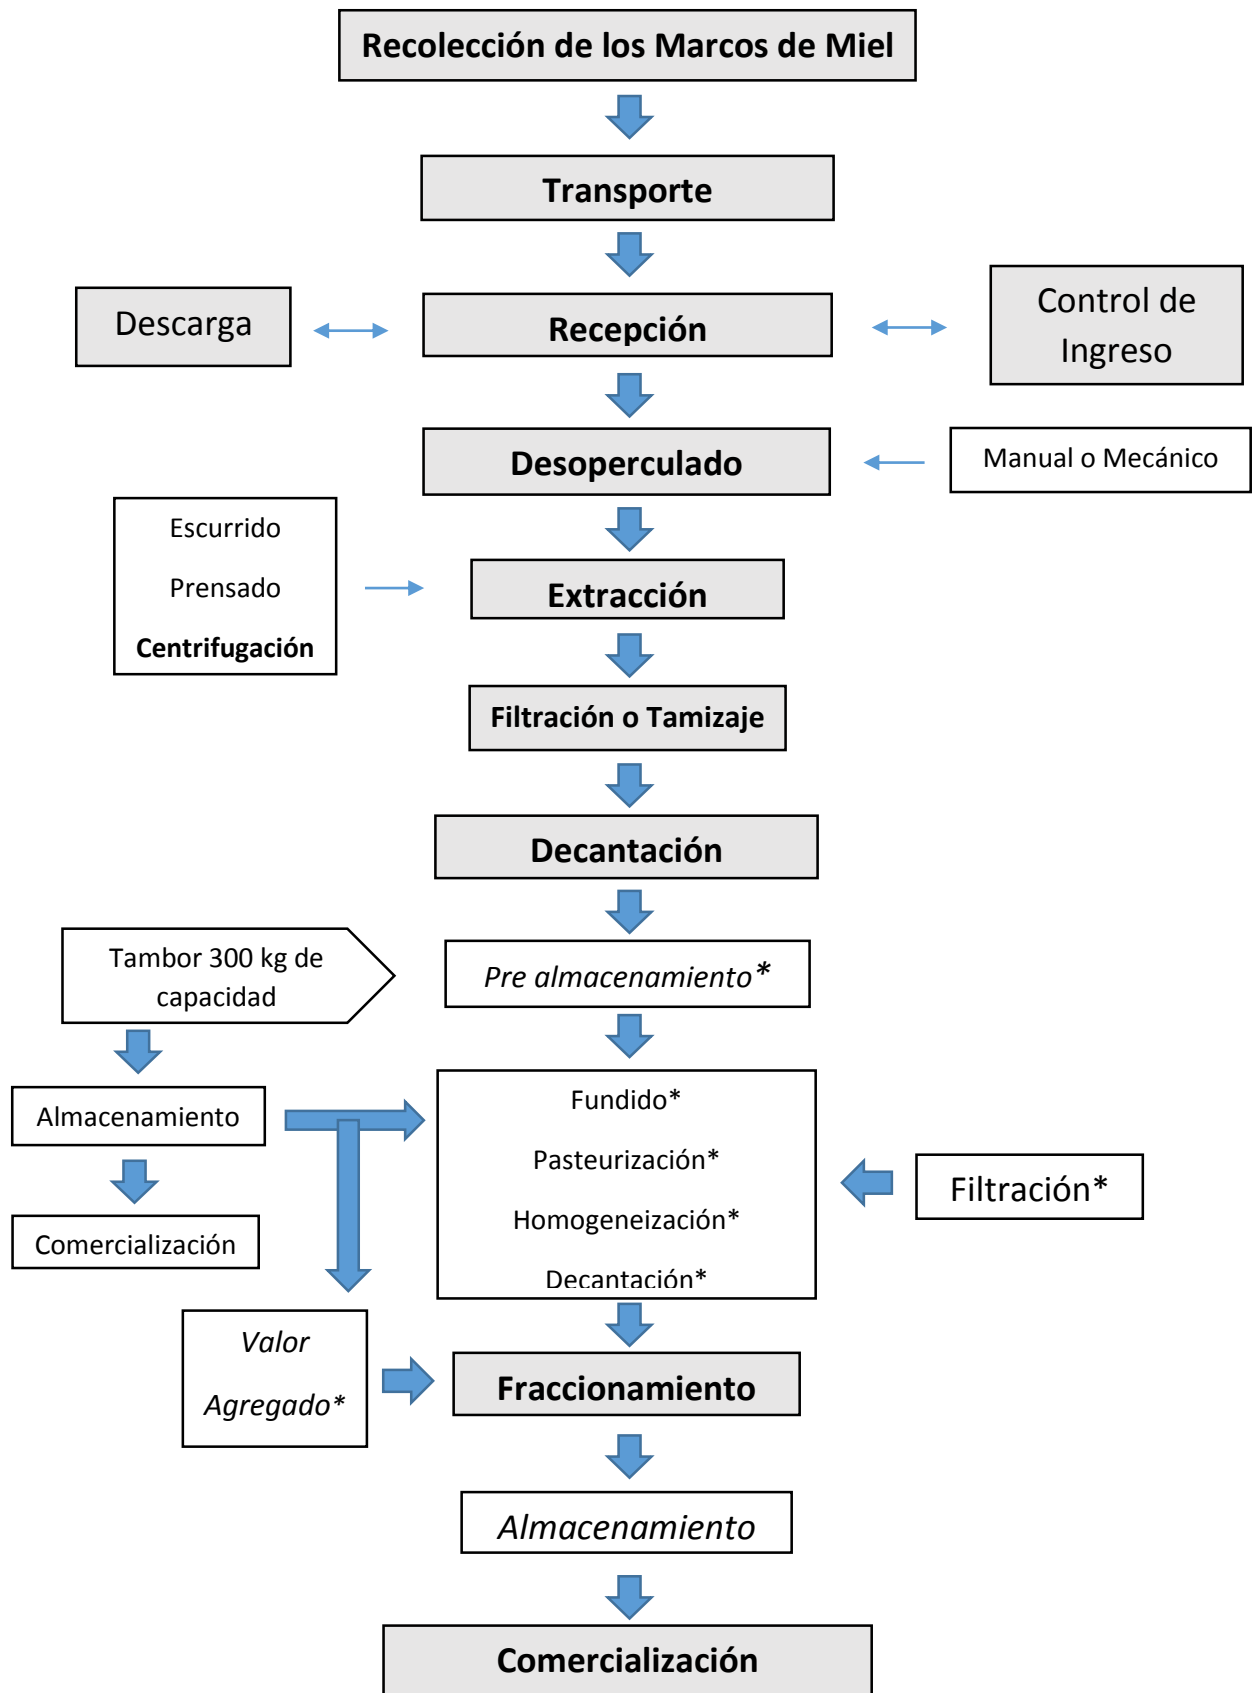 Recolección de los Marcos de Miel
Transporte
Descarga
Recepción
Control de
Ingreso
Desoperculado
Manual o Mecánico
Escurrido
Prensado
Centrifugación
Extracción
Filtración o Tamizaje
Decantación
Tambor 300 kg de
capacidad
Pre almacenamiento*
Almacenamiento
Comercialización
Fundido*
Pasteurización*
Homogeneización*
Decantación*
Filtración*
Valor
Agregado*
Fraccionamiento
Almacenamiento
Comercialización